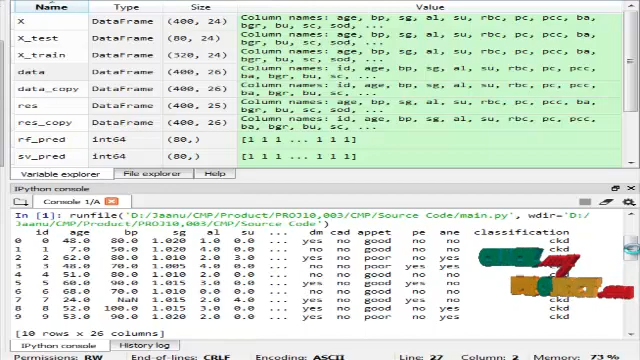 Name Type Size Value
X DataFrame (400, 24) Column names: age, bp, sg, al, su, rbc, pc, pcc, ba, bgr, bu, sc, sod, ...
X_test DataFrame (80, 24) Column names: age, bp, sg, al, su, rbc, pc, pcc, ba, bgr, bu, sc, sod, ...
X_train DataFrame (320, 24) Column names: age, bp, sg, al, su, rbc, pc, pcc, ba, bgr, bu, sc, sod, ...
data DataFrame (400, 26) Column names: id, age, bp, sg, al, su, rbc, pc, pcc, ba, bgr, bu, sc, ...
data_copy DataFrame (400, 26) Column names: id, age, bp, sg, al, su, rbc, pc, pcc, ba, bgr, bu, sc, ...
res DataFrame (400, 25) Column names: age, bp, sg, al, su, rbc, pc, pcc, ba, bgr, bu, sc, sod, ...
res_copy DataFrame (400, 26) Column names: id, age, bp, sg, al, su, rbc, pc, pcc, ba, bgr, bu, sc, ...
rf_pred int64 (80,) [1 1 1 ... 1 1 1]
sv_pred int64 (80,) [1 1 1 ... 1 1 1]
Variable explorer File explorer Help
IPython console
Console 1/A
In [1]: runfile('D:/Jaanu/CMP/Product/PROJ10,003/CMP/Source Code/main.py', wdir='D:/
Jaanu/CMP/Product/PROJ10,003/CMP/Source Code')
id age bp sg al su ... dm cad appet pe ane classification
0 0 48.0 80.0 1.020 1.0 0.0 ... yes no good no no ckd
1 1 7.0 50.0 1.020 4.0 0.0 ... no no good no no ckd
2 2 62.0 80.0 1.010 2.0 3.0 ... yes no poor no yes ckd
3 3 48.0 70.0 1.005 4.0 0.0 ... no no poor yes yes
4 4 51.0 80.0 1.010 2.0 0.0 ... no no good no no
5 5 60.0 90.0 1.015 3.0 0.0 ... yes no good yes no
6 6 68.0 70.0 1.010 0.0 0.0 ... no no good no no
7 7 24.0 NaN 1.015 2.0 4.0 ... yes no good yes no
8 8 52.0 100.0 1.015 3.0 0.0 ... yes no good no yes ckd
9 9 53.0 90.0 1.020 2.0 0.0 ... yes no poor no yes ckd
[10 rows x 26 columns]
IPython console History log
Permissions: RW End-of-lines: CRLF Encoding: ASCII Line: 27 Column: 2 Memory: 73 %